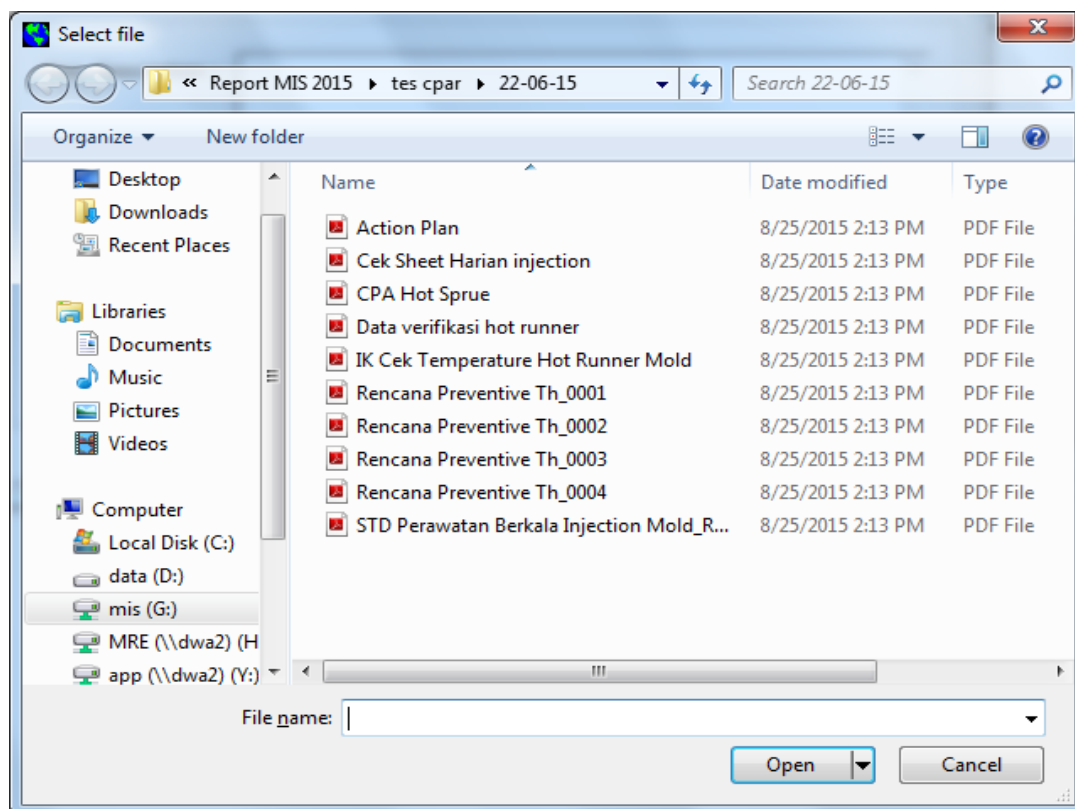 Select file
« Report MIS 2015 ▸ tes cpar ▸ 22-06-15
Search 22-06-15
Organize ▾ New folder
Desktop
Downloads
Recent Places
Libraries
Documents
Music
Pictures
Videos
Computer
Local Disk (C:)
data (D:)
mis (G:)
MRE (\\dwa2) (H
app (\\dwa2) (Y:)
Name Date modified Type
Action Plan 8/25/2015 2:13 PM PDF File
Cek Sheet Harian injection 8/25/2015 2:13 PM PDF File
CPA Hot Sprue 8/25/2015 2:13 PM PDF File
Data verifikasi hot runner 8/25/2015 2:13 PM PDF File
IK Cek Temperature Hot Runner Mold 8/25/2015 2:13 PM PDF File
Rencana Preventive Th_0001 8/25/2015 2:13 PM PDF File
Rencana Preventive Th_0002 8/25/2015 2:13 PM PDF File
Rencana Preventive Th_0003 8/25/2015 2:13 PM PDF File
Rencana Preventive Th_0004 8/25/2015 2:13 PM PDF File
STD Perawatan Berkala Injection Mold_R... 8/25/2015 2:13 PM PDF File
File name:
Open Cancel